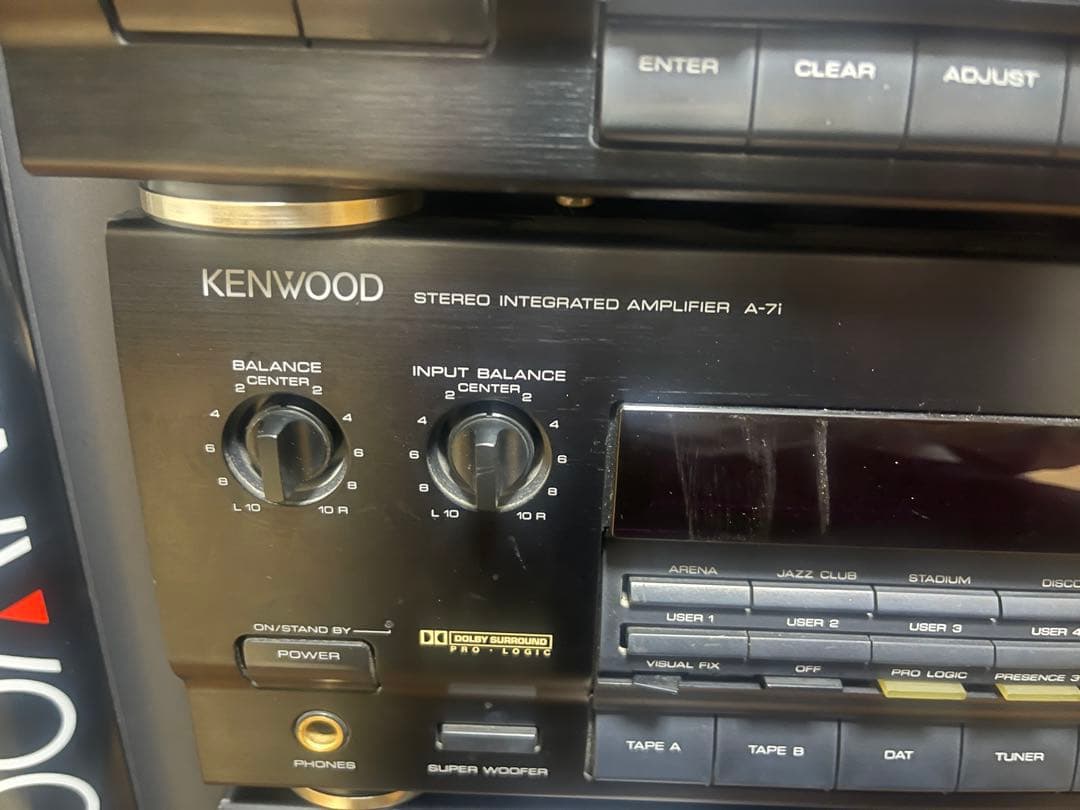 ENTER CLEAR ADJUST
KENWOOD STEREO INTEGRATED AMPLIFIER A-7i
BALANCE
CENTER
2 2
4 4
6 6
8 8
L 10 10 R
INPUT BALANCE
CENTER
2 2
4 4
6 6
8 8
L 10 10 R
ARENA JAZZ CLUB STADIUM DISCO
USER 1 USER 2 USER 3 USER 4
VISUAL FIX OFF PRO LOGIC PRESENCE 3
ON/STAND BY
POWER
DOLBY SURROUND
PRO · LOGIC
PHONES
SUPER WOOFER
TAPE A TAPE B DAT TUNER